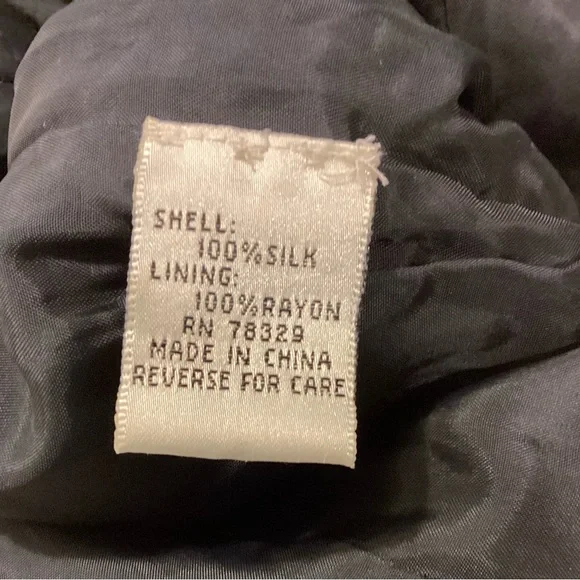 SHELL:
100%SILK
LINING:
100%RAYON
RN 78329
MADE IN CHINA
REVERSE FOR CARE